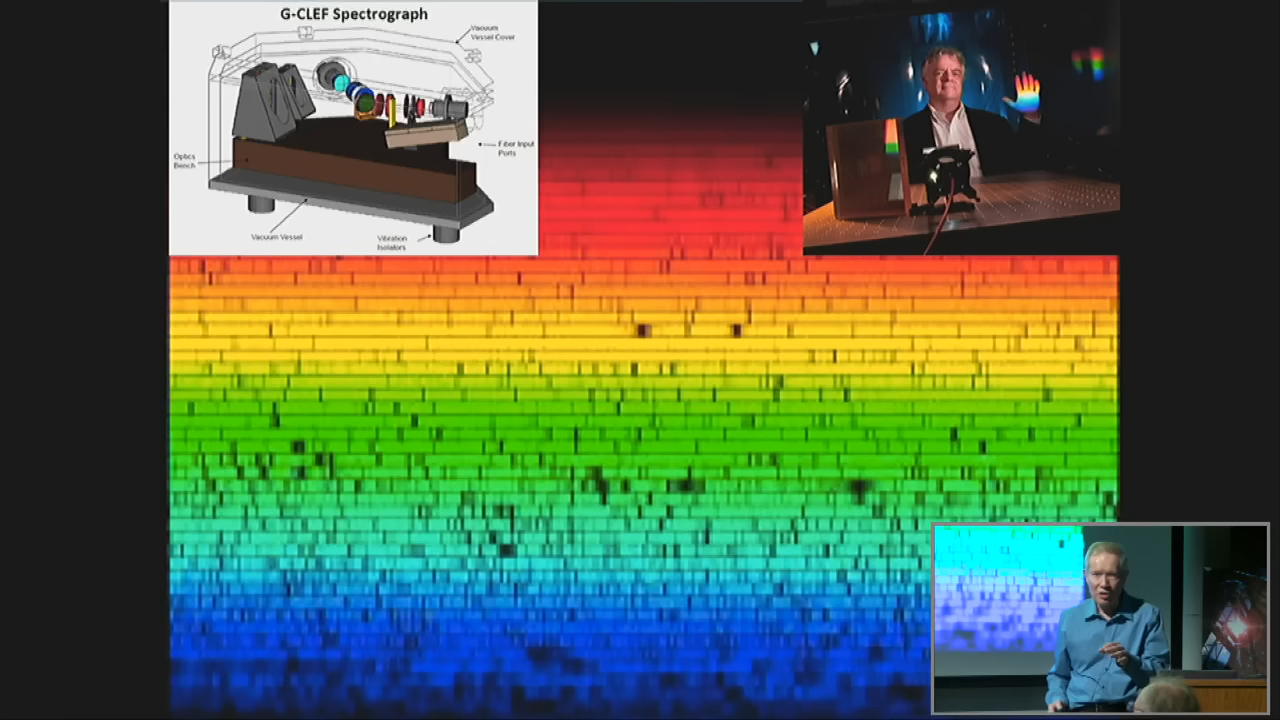 G-CLEF Spectrograph
Vacuum
Vessel Cover
Fiber Input
Ports
Optics
Bench
Vacuum Vessel
Vibration
Isolators